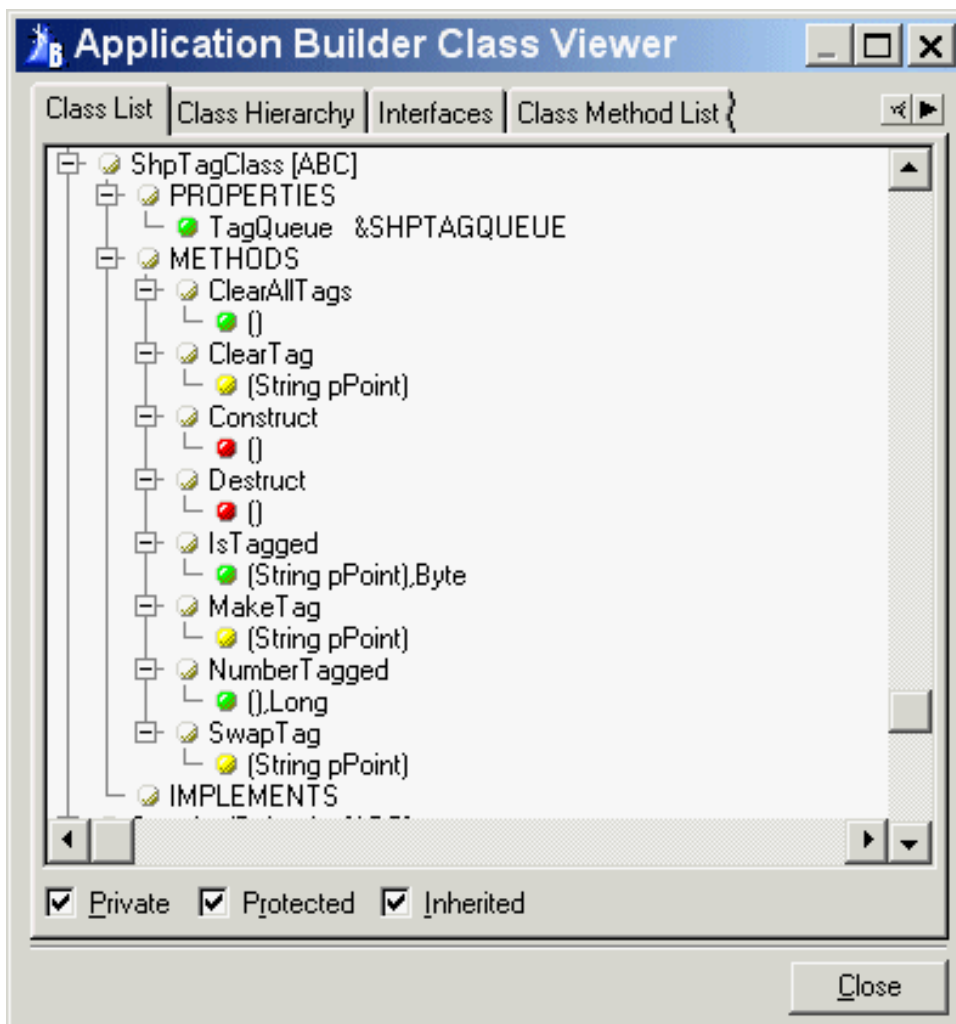 Application Builder Class Viewer
Class List Class Hierarchy Interfaces Class Method List
ShpTagClass [ABC]
PROPERTIES
TagQueue &SHPTAGQUEUE
METHODS
ClearAllTags
()
ClearTag
(String pPoint)
Construct
()
Destruct
()
IsTagged
(String pPoint),Byte
MakeTag
(String pPoint)
NumberTagged
(),Long
SwapTag
(String pPoint)
IMPLEMENTS
Private Protected Inherited
Close